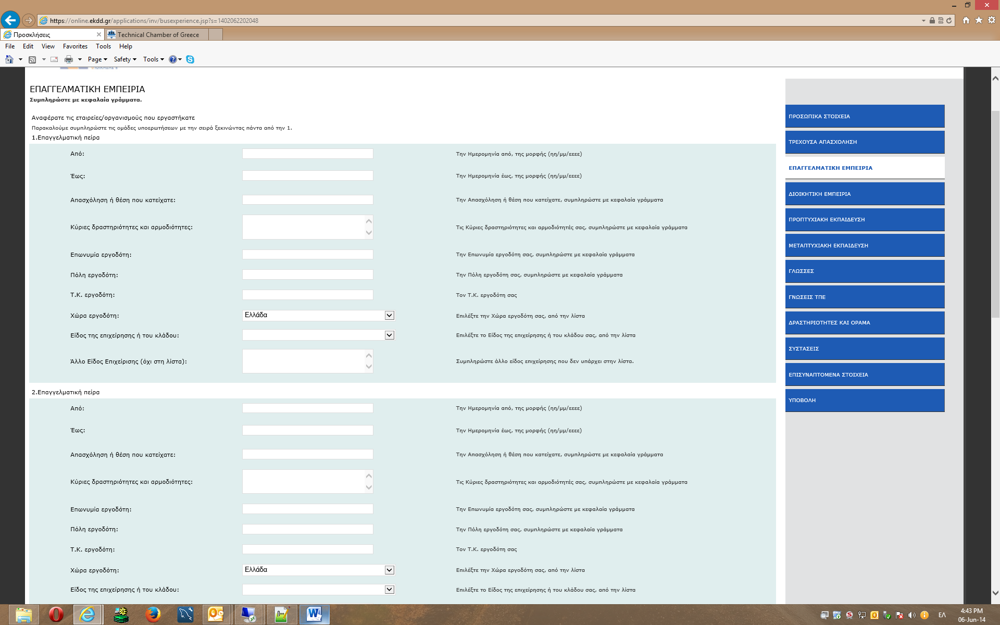 https://online.ekdd.gr/applications/inv/busexperience.jsp?s=1402062202048
Προσκλήσεις
Technical Chamber of Greece
File Edit View Favorites Tools Help
Page Safety Tools
ΕΠΑΓΓΕΛΜΑΤΙΚΗ ΕΜΠΕΙΡΙΑ
Συμπληρώστε με κεφαλαία γράμματα.
Αναφέρατε τις εταιρείες/οργανισμούς που εργαστήκατε
Παρακαλούμε συμπληρώστε τις ομάδες υποερωτήσεων με την σειρά ξεκινώντας πάντα από την 1.
1.Επαγγελματική πείρα
Από: Την Ημερομηνία από, της μορφής (ηη/μμ/εεεε)
Έως: Την Ημερομηνία έως, της μορφής (ηη/μμ/εεεε)
Απασχόληση ή θέση που κατείχατε: Την Απασχόληση ή θέση που κατείχατε, συμπληρώστε με κεφαλαία γράμματα
Κύριες δραστηριότητες και αρμοδιότητες: Τις Κύριες δραστηριότητες και αρμοδιότητές σας, συμπληρώστε με κεφαλαία γράμματα
Επωνυμία εργοδότη: Την Επωνυμία εργοδότη σας, συμπληρώστε με κεφαλαία γράμματα
Πόλη εργοδότη: Την Πόλη εργοδότη σας, συμπληρώστε με κεφαλαία γράμματα
Τ.Κ. εργοδότη: Τον Τ.Κ. εργοδότη σας
Χώρα εργοδότη: Ελλάδα Επιλέξτε την Χώρα εργοδότη σας, από την λίστα
Είδος της επιχείρησης ή του κλάδου: Επιλέξτε το Είδος της επιχείρησης ή του κλάδου σας, από την λίστα
Άλλο Είδος Επιχείρισης (όχι στη λίστα): Συμπληρώστε άλλο είδος επιχείρησης που δεν υπάρχει στην λίστα.
2.Επαγγελματική πείρα
Από: Την Ημερομηνία από, της μορφής (ηη/μμ/εεεε)
Έως: Την Ημερομηνία έως, της μορφής (ηη/μμ/εεεε)
Απασχόληση ή θέση που κατείχατε: Την Απασχόληση ή θέση που κατείχατε, συμπληρώστε με κεφαλαία γράμματα
Κύριες δραστηριότητες και αρμοδιότητες: Τις Κύριες δραστηριότητες και αρμοδιότητές σας, συμπληρώστε με κεφαλαία γράμματα
Επωνυμία εργοδότη: Την Επωνυμία εργοδότη σας, συμπληρώστε με κεφαλαία γράμματα
Πόλη εργοδότη: Την Πόλη εργοδότη σας, συμπληρώστε με κεφαλαία γράμματα
Τ.Κ. εργοδότη: Τον Τ.Κ. εργοδότη σας
Χώρα εργοδότη: Ελλάδα Επιλέξτε την Χώρα εργοδότη σας, από την λίστα
Είδος της επιχείρησης ή του κλάδου: Επιλέξτε το Είδος της επιχείρησης ή του κλάδου σας, από την λίστα
ΠΡΟΣΩΠΙΚΑ ΣΤΟΙΧΕΙΑ
ΤΡΕΧΟΥΣΑ ΑΠΑΣΧΟΛΗΣΗ
ΕΠΑΓΓΕΛΜΑΤΙΚΗ ΕΜΠΕΙΡΙΑ
ΔΙΟΙΚΗΤΙΚΗ ΕΜΠΕΙΡΙΑ
ΠΡΟΠΤΥΧΙΑΚΗ ΕΚΠΑΙΔΕΥΣΗ
ΜΕΤΑΠΤΥΧΙΑΚΗ ΕΚΠΑΙΔΕΥΣΗ
ΓΛΩΣΣΕΣ
ΓΝΩΣΕΙΣ ΤΠΕ
ΔΡΑΣΤΗΡΙΟΤΗΤΕΣ ΚΑΙ ΟΡΑΜΑ
ΣΥΣΤΑΣΕΙΣ
ΕΠΙΣΥΝΑΠΤΟΜΕΝΑ ΣΤΟΙΧΕΙΑ
ΥΠΟΒΟΛΗ
ΕΛ
4:43 PM
06-Jun-14